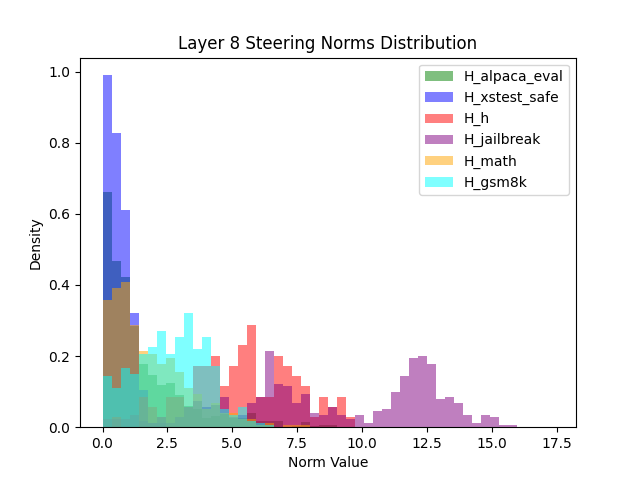 Layer 8 Steering Norms Distribution
1.0
0.8
0.6
0.4
0.2
0.0
Density
0.0 2.5 5.0 7.5 10.0 12.5 15.0 17.5
Norm Value
H_alpaca_eval
H_xstest_safe
H_h
H_jailbreak
H_math
H_gsm8k